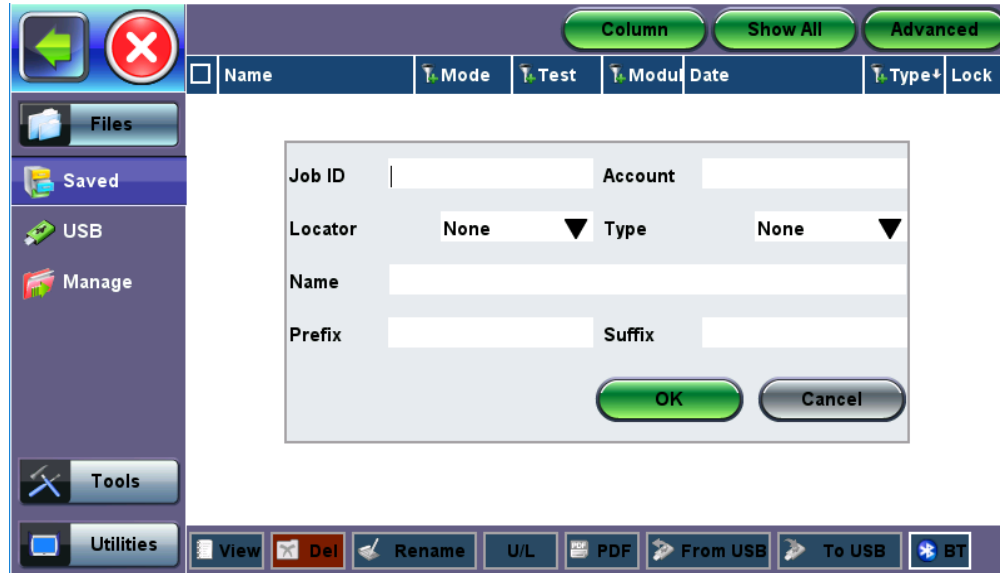 Column Show All Advanced
Name Mode Test Modul Date Type Lock
Files
Saved
USB
Manage
Job ID Account
Locator None Type None
Name
Prefix Suffix
OK Cancel
Tools
Utilities
View Del Rename U/L PDF From USB To USB BT